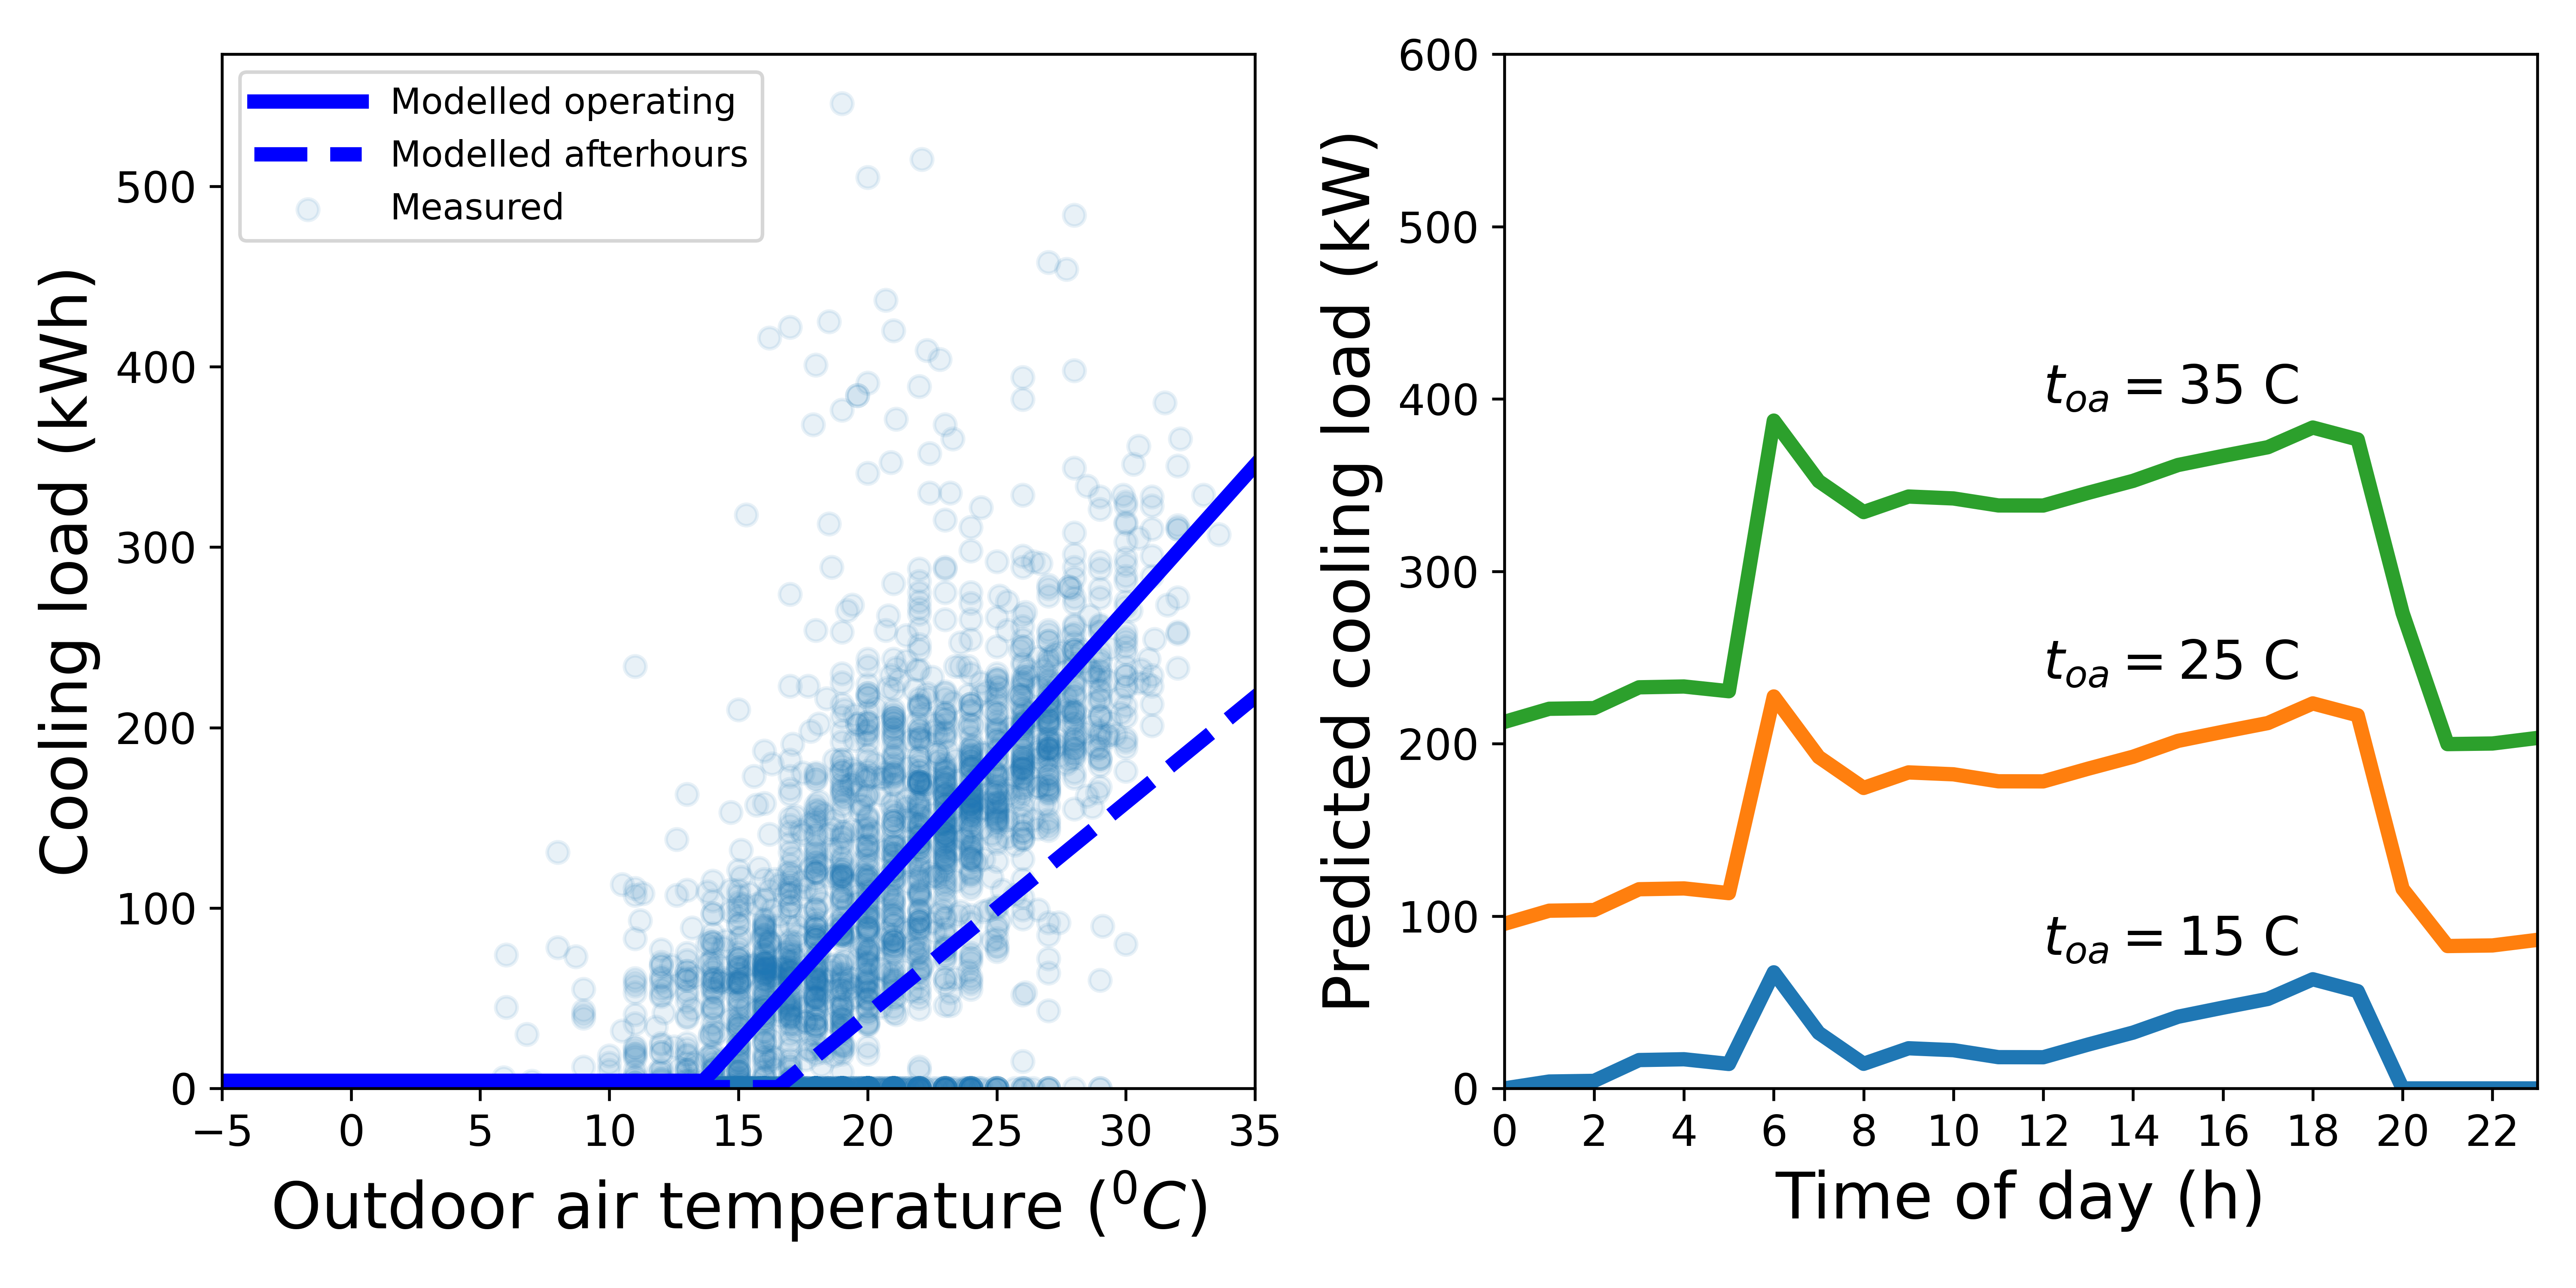 Modelled operating
Modelled afterhours
Measured
Cooling load (kWh)
500
400
300
200
100
0
−5 0 5 10 15 20 25 30 35
Outdoor air temperature (⁰C)
Predicted cooling load (kW)
600
500
400
300
200
100
0
t_oa = 35 C
t_oa = 25 C
t_oa = 15 C
0 2 4 6 8 10 12 14 16 18 20 22
Time of day (h)